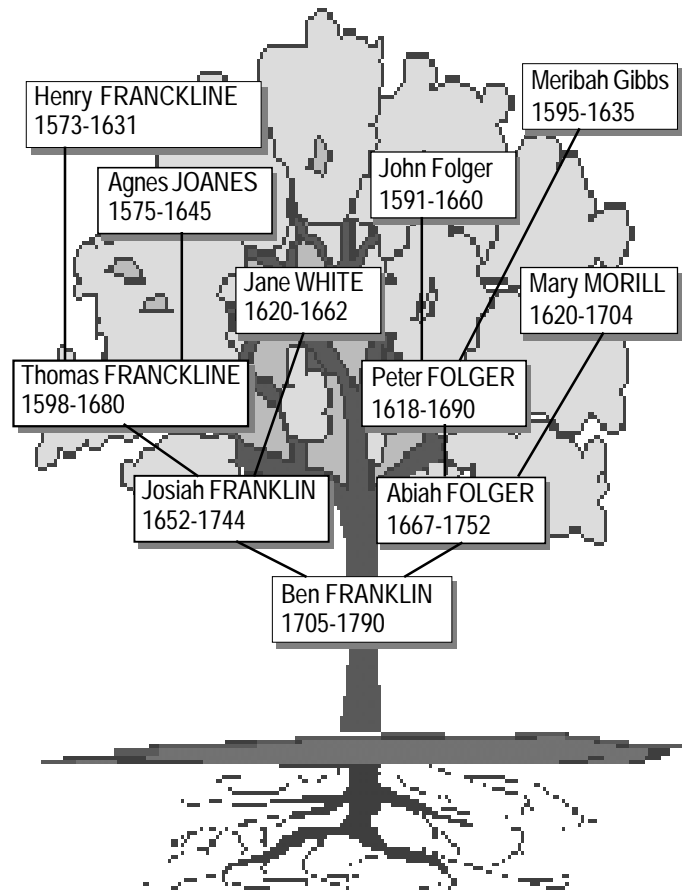 Meribah Gibbs
1595-1635
Henry FRANCKLINE
1573-1631
John Folger
1591-1660
Agnes JOANES
1575-1645
Jane WHITE
1620-1662
Mary MORILL
1620-1704
Thomas FRANCKLINE
1598-1680
Peter FOLGER
1618-1690
Josiah FRANKLIN
1652-1744
Abiah FOLGER
1667-1752
Ben FRANKLIN
1705-1790